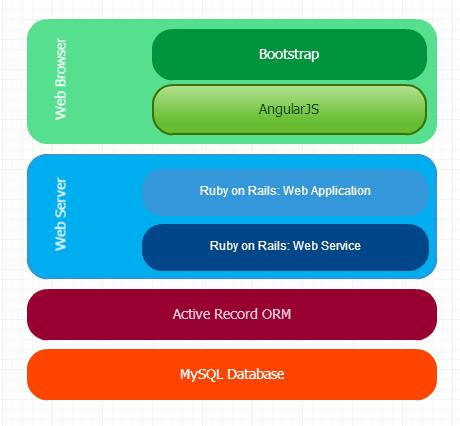 Web Browser
Bootstrap
AngularJS
Web Server
Ruby on Rails: Web Application
Ruby on Rails: Web Service
Active Record ORM
MySQL Database